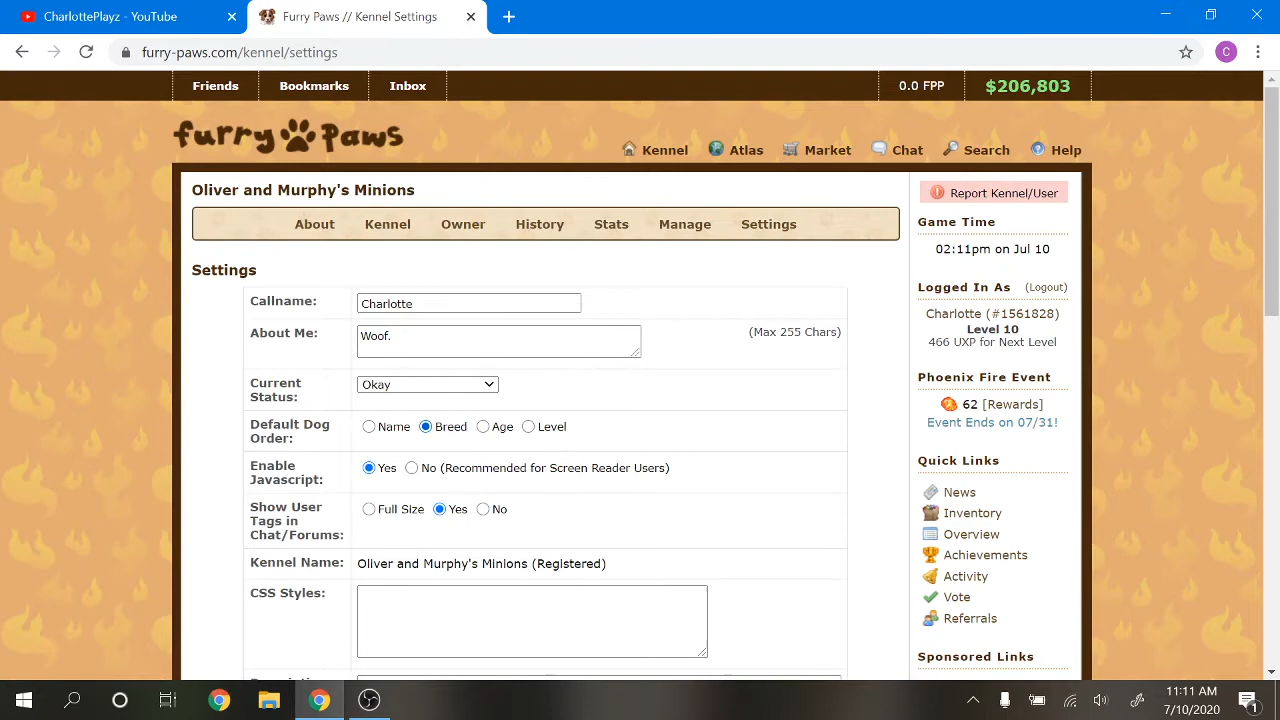 CharlottePlayz - YouTube
Furry Paws // Kennel Settings
furry-paws.com/kennel/settings
C
Friends
Bookmarks
Inbox
0.0 FPP
$206,803
furry Paws
Kennel
Atlas
Market
Chat
Search
Help
Oliver and Murphy's Minions
About
Kennel
Owner
History
Stats
Manage
Settings
Settings
Callname:
Charlotte
About Me:
Woof.
(Max 255 Chars)
Current
Status:
Okay
Default Dog
Order:
Name
Breed
Age
Level
Enable
Javascript:
Yes
No (Recommended for Screen Reader Users)
Show User
Tags in
Chat/Forums:
Full Size
Yes
No
Kennel Name:
Oliver and Murphy's Minions (Registered)
CSS Styles:
Report Kennel/User
Game Time
02:11pm on Jul 10
Logged In As (Logout)
Charlotte (#1561828)
Level 10
466 UXP for Next Level
Phoenix Fire Event
62 [Rewards]
Event Ends on 07/31!
Quick Links
News
Inventory
Overview
Achievements
Activity
Vote
Referrals
Sponsored Links
11:11 AM
7/10/2020
1